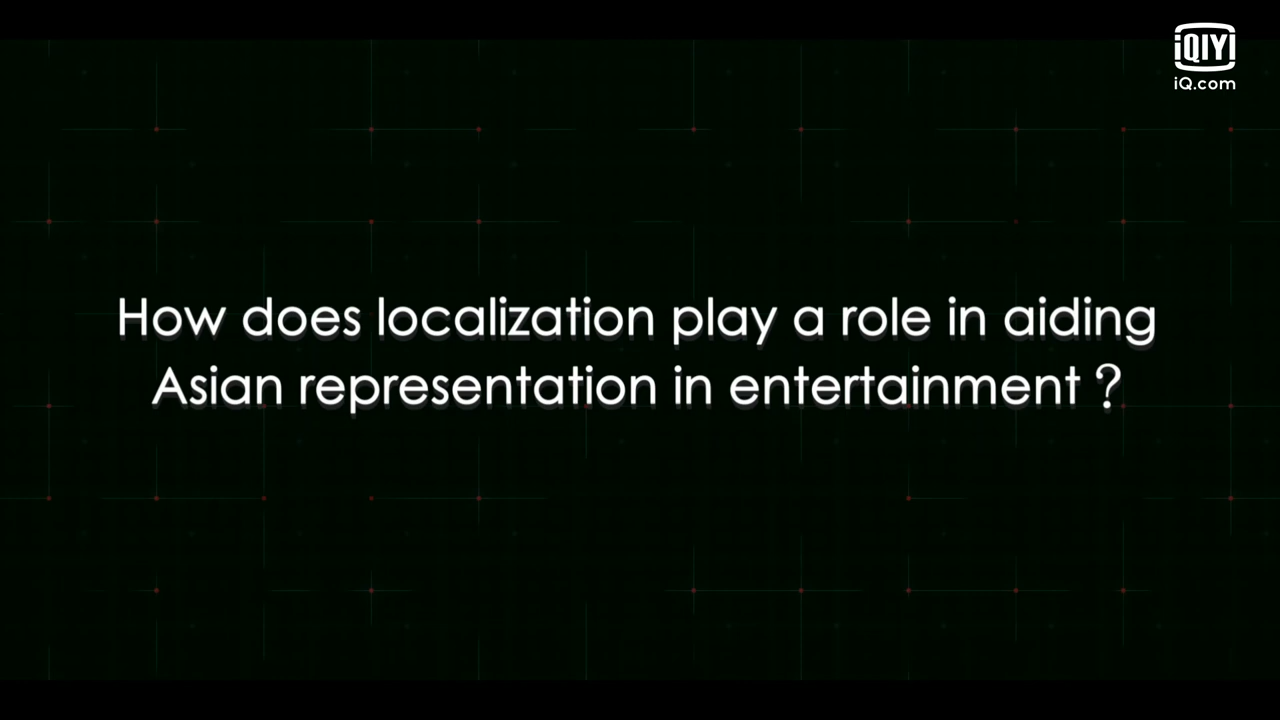 iQIYI
iQ.com
How does localization play a role in aiding
Asian representation in entertainment ?